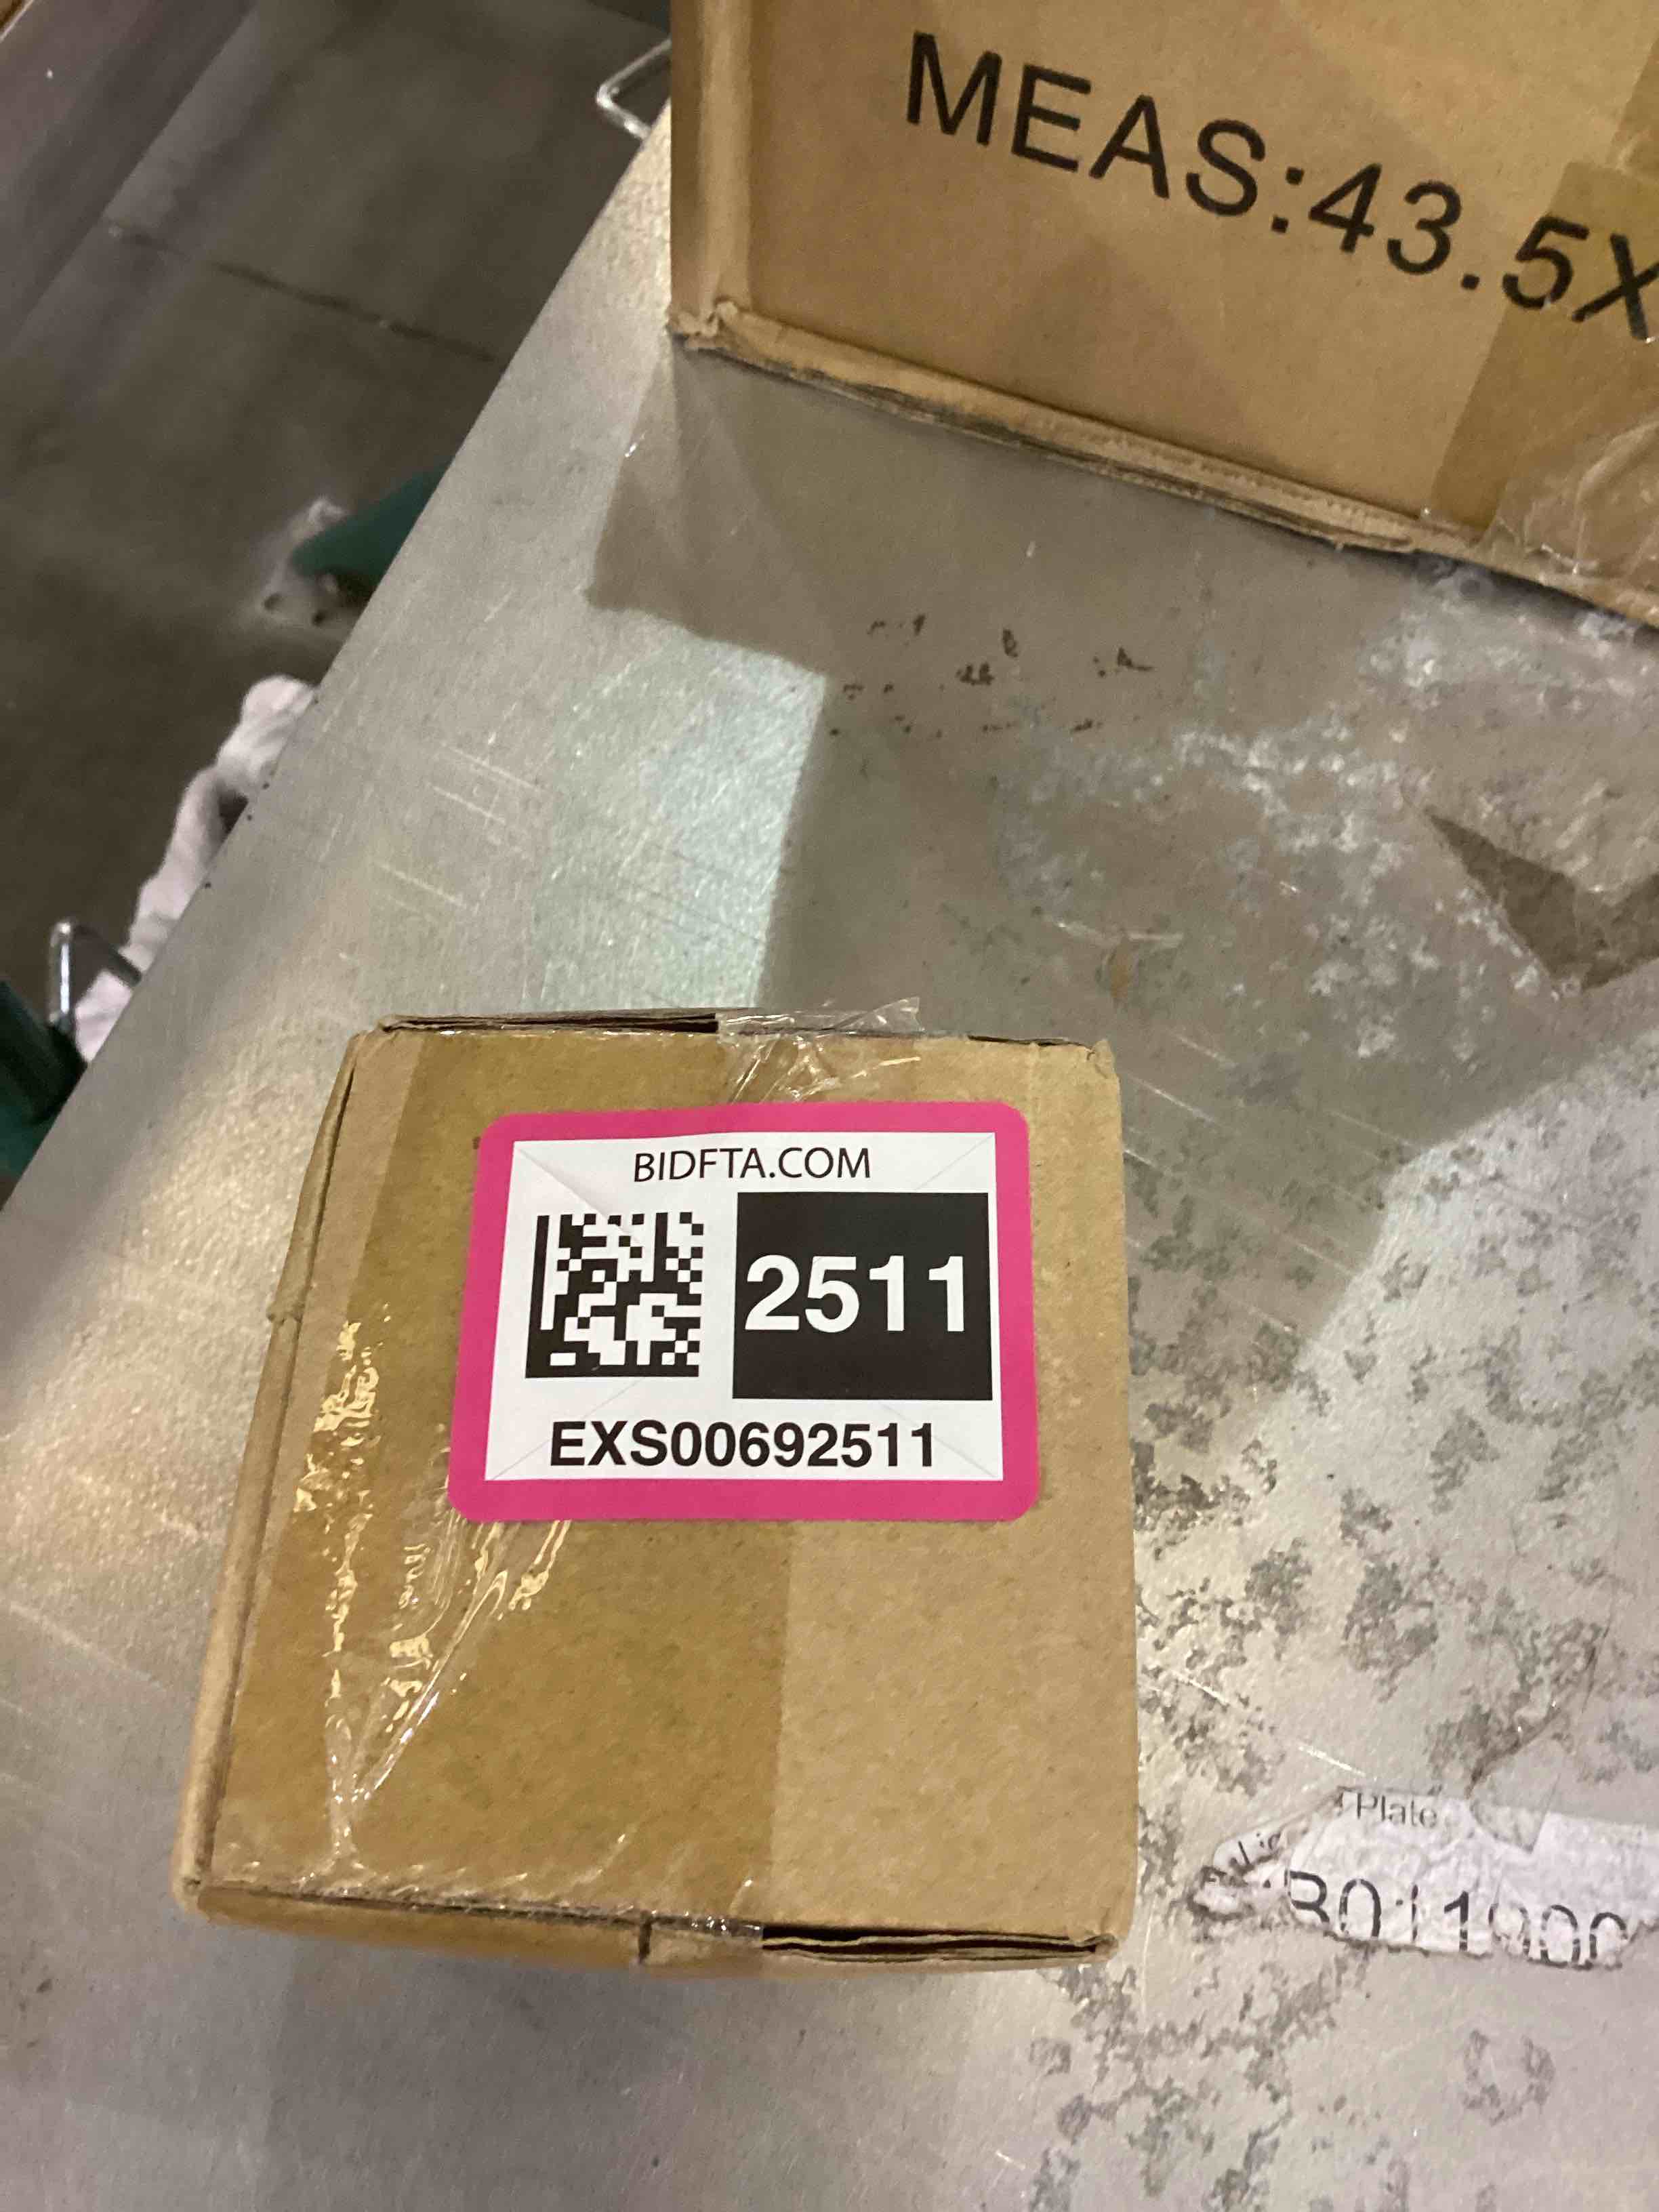 MEAS:43.5X
BIDFTA.COM
2511
EXS00692511
Plate